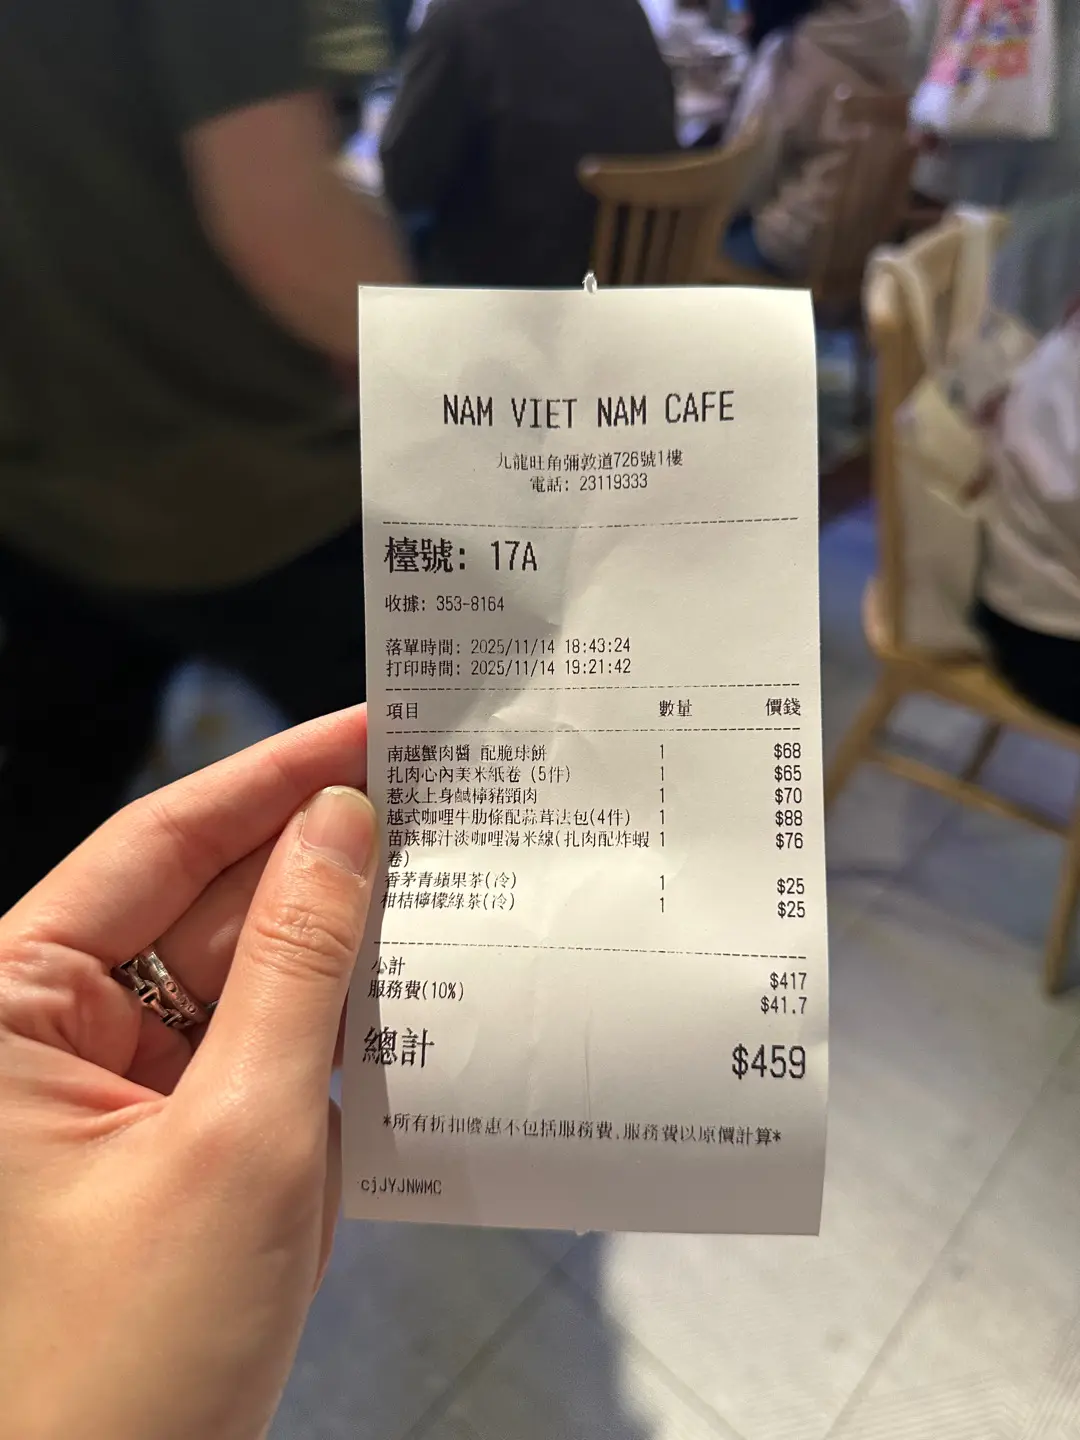 NAM VIET NAM CAFE
九龍旺角彌敦道726號1樓
電話: 23119333
檯號: 17A
收據: 353-8164
落單時間: 2025/11/14 18:43:24
打印時間: 2025/11/14 19:21:42
項目 數量 價錢
南越蟹肉醬 配脆球餅 1 $68
扎肉心內美米紙卷 (5件) 1 $65
惹火上身鹹檸豬頸肉 1 $70
越式咖哩牛肋條配蒜茸法包(4件) 1 $88
苗族椰汁淡咖哩湯米線(扎肉配炸蝦 1 $76
卷)
香茅青蘋果茶(冷) 1 $25
柑桔檸檬綠茶(冷) 1 $25
小計 $417
服務費(10%) $41.7
總計 $459
*所有折扣優惠不包括服務費,服務費以原價計算*
cjJYJNWMC